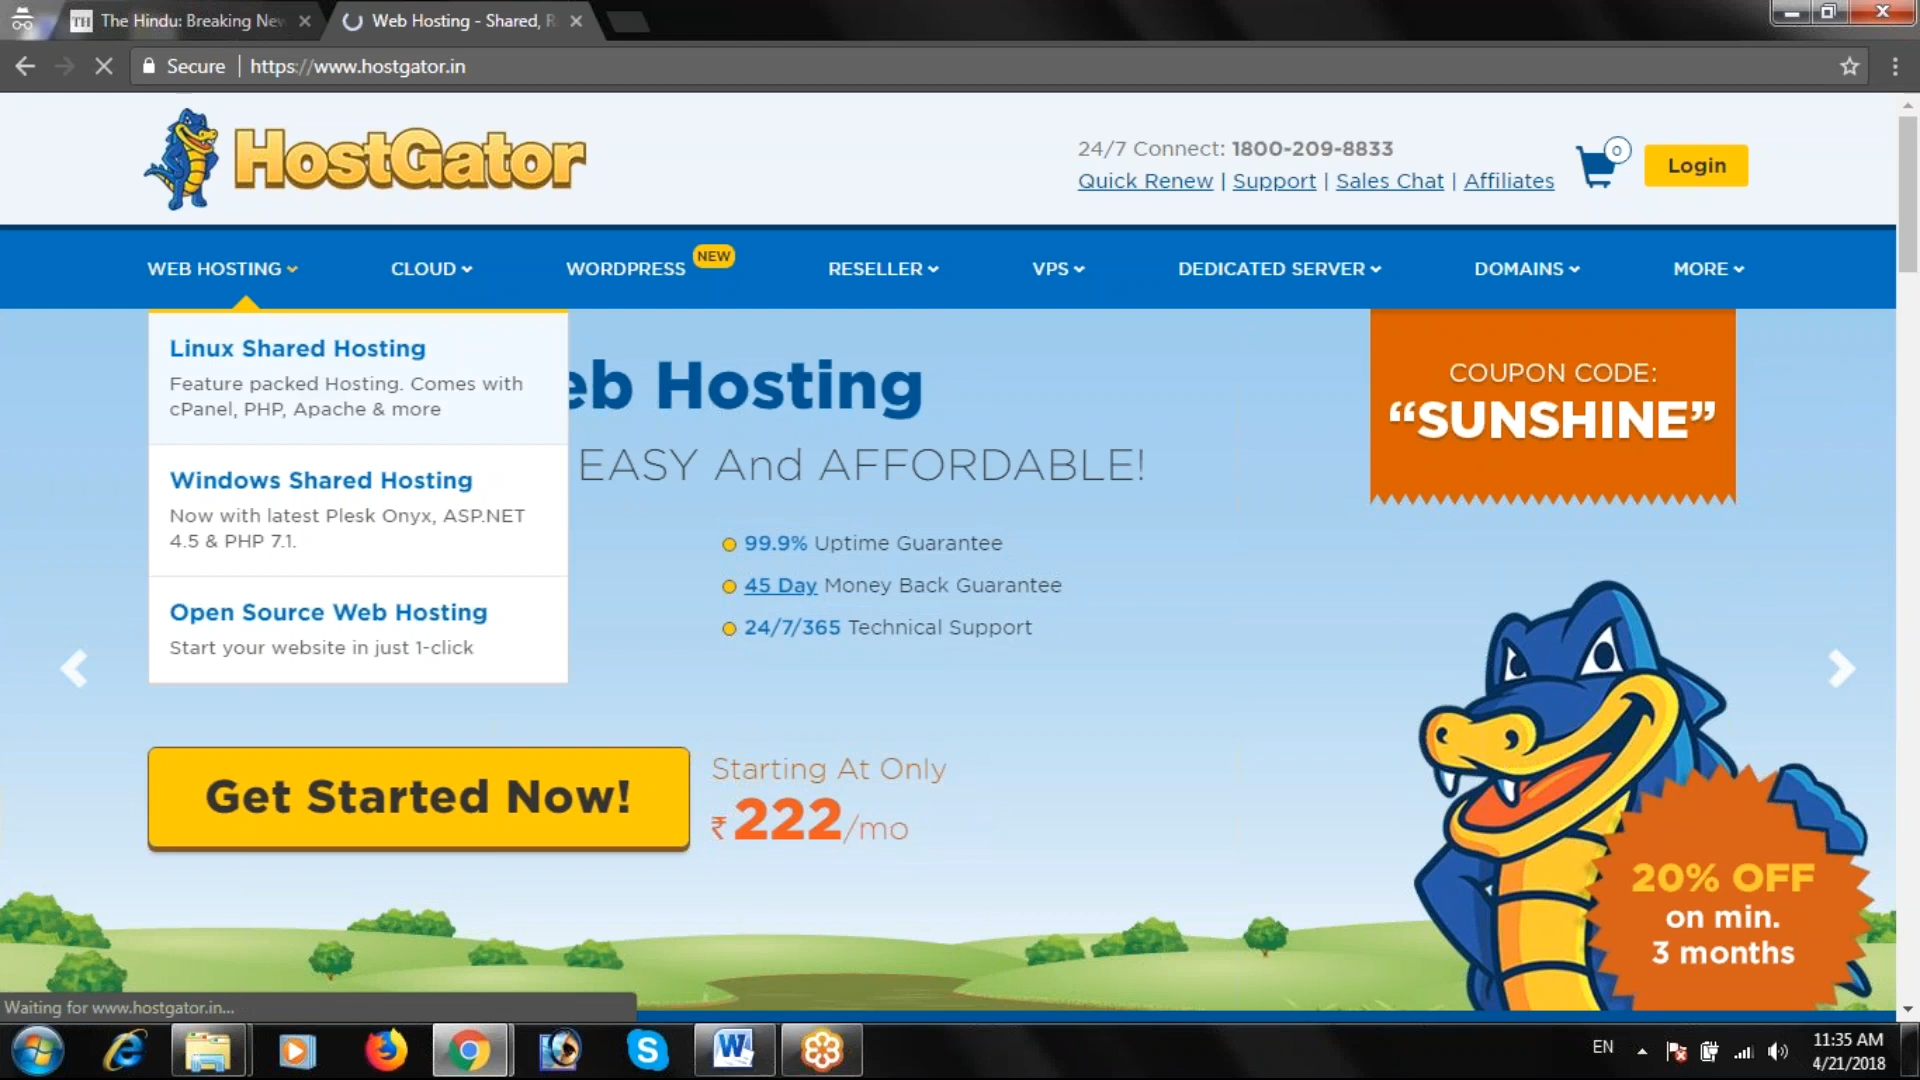 The Hindu: Breaking Nev
Web Hosting - Shared, R
Secure
https://www.hostgator.in
HostGator
24/7 Connect: 1800-209-8833
Quick Renew | Support | Sales Chat | Affiliates
0
Login
WEB HOSTING
CLOUD
WORDPRESS
NEW
RESELLER
VPS
DEDICATED SERVER
DOMAINS
MORE
Linux Shared Hosting
Feature packed Hosting. Comes with
cPanel, PHP, Apache & more
Windows Shared Hosting
Now with latest Plesk Onyx, ASP.NET
4.5 & PHP 7.1.
Open Source Web Hosting
Start your website in just 1-click
eb Hosting
EASY And AFFORDABLE!
99.9% Uptime Guarantee
45 Day Money Back Guarantee
24/7/365 Technical Support
COUPON CODE:
“SUNSHINE”
Get Started Now!
Starting At Only
₹222/mo
20% OFF
on min.
3 months
Waiting for www.hostgator.in...
EN
11:35 AM
4/21/2018